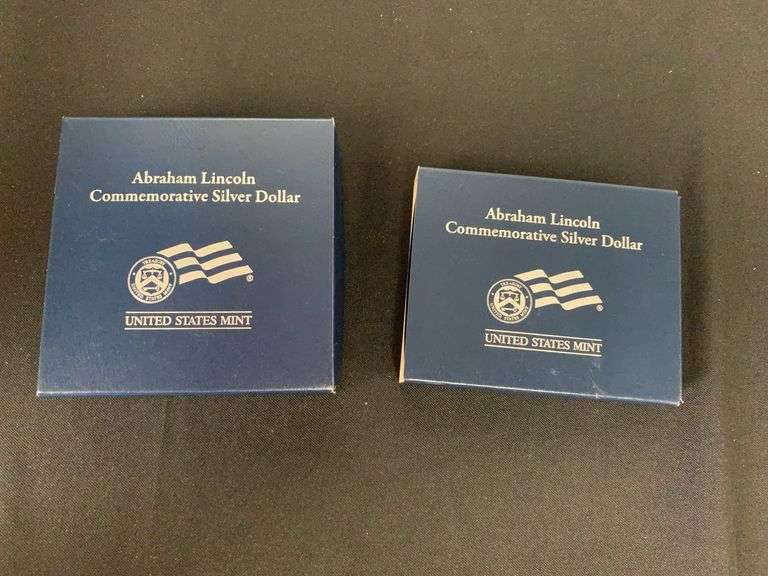 Abraham Lincoln
Commemorative Silver Dollar
UNITED STATES MINT
Abraham Lincoln
Commemorative Silver Dollar
UNITED STATES MINT